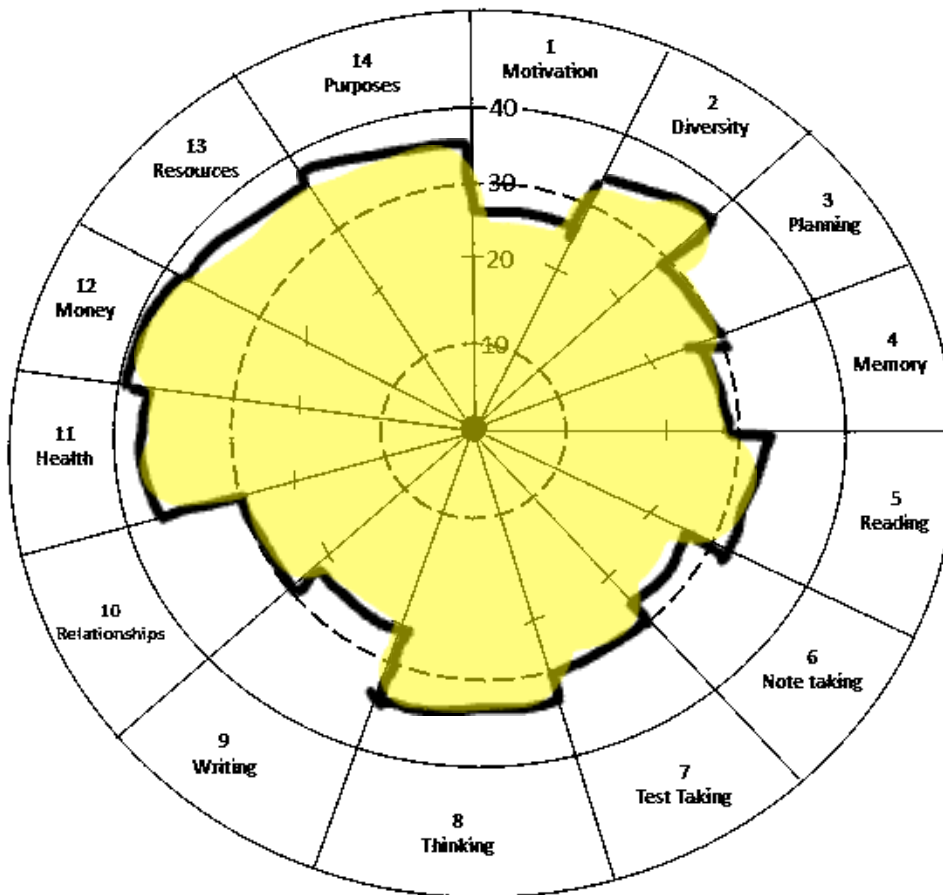 1
Motivation
2
Diversity
3
Planning
4
Memory
5
Reading
6
Note taking
7
Test Taking
8
Thinking
9
Writing
10
Relationships
11
Health
12
Money
13
Resources
14
Purposes
40
30
20
10